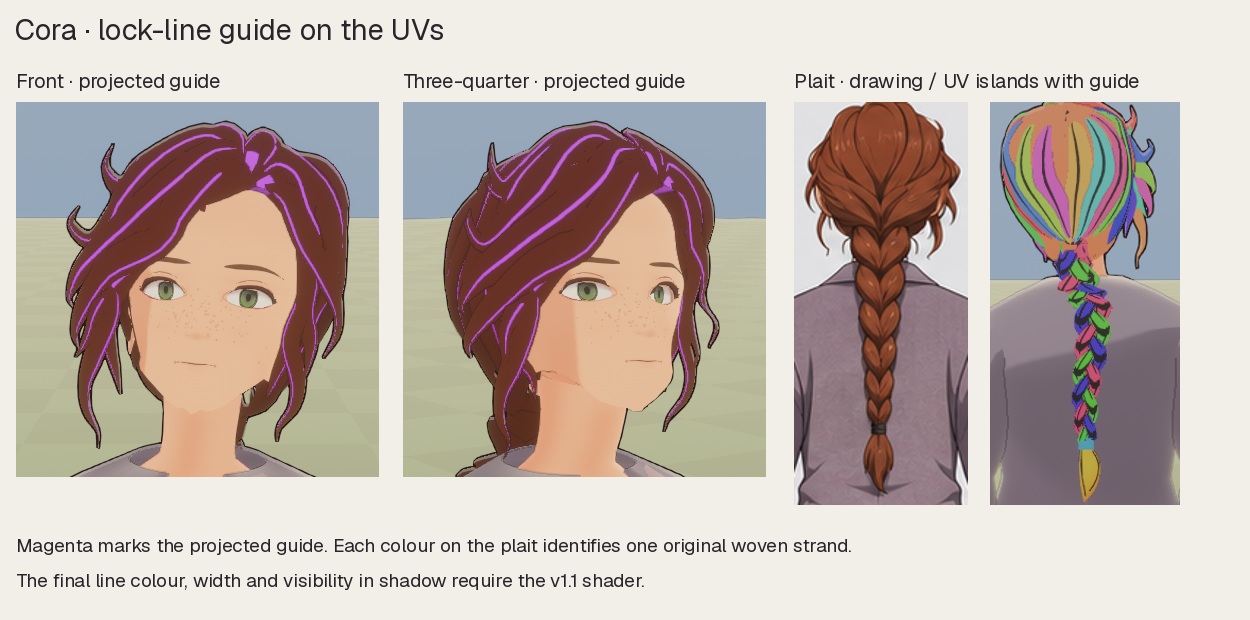 Cora · lock-line guide on the UVs
Front · projected guide
Three-quarter · projected guide
Plait · drawing / UV islands with guide
Magenta marks the projected guide. Each colour on the plait identifies one original woven strand.
The final line colour, width and visibility in shadow require the v1.1 shader.